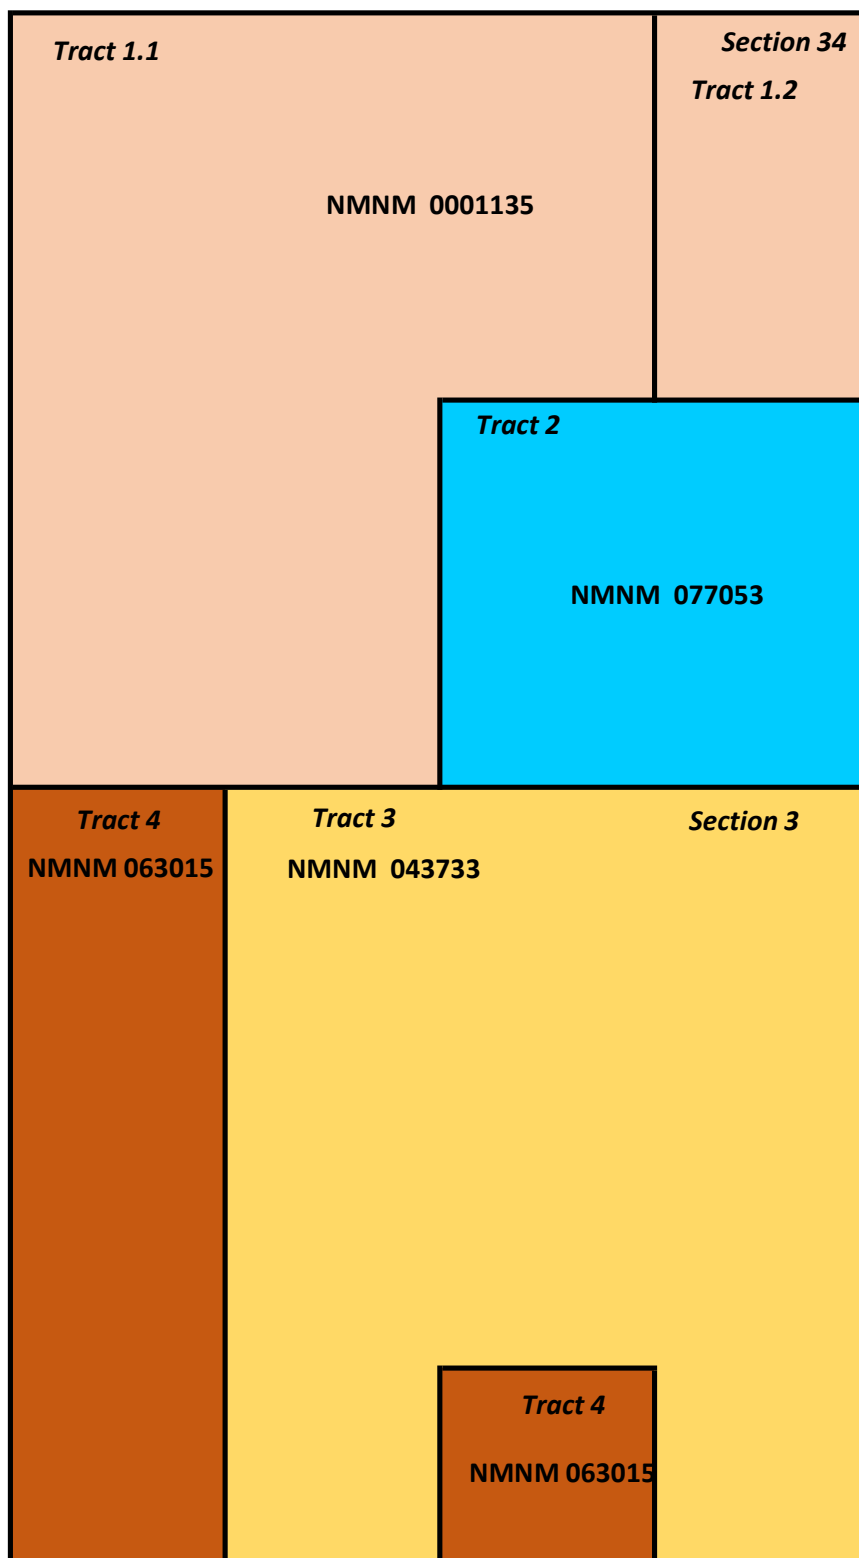 Tract 1.1
Section 34
Tract 1.2
NMNM  0001135
Tract 2
NMNM  077053
Tract 4
NMNM 063015
Tract 3
NMNM  043733
Section 3
Tract 4
NMNM 063015